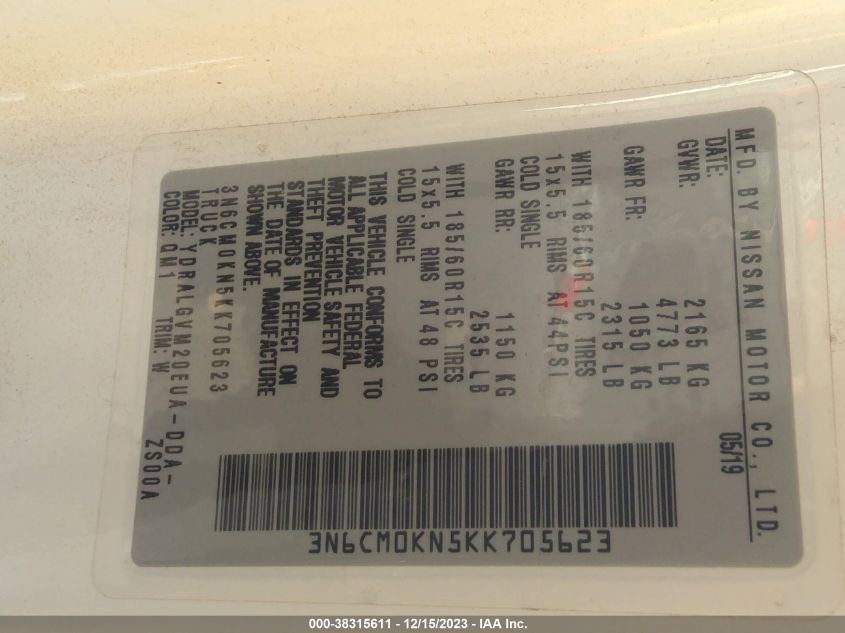 MFD. BY NISSAN MOTOR CO., LTD.
DATE: 05/19
GVWR: 2165 KG
4773 LB
GAWR FR: 1050 KG
2315 LB
WITH 185/60R15C TIRES
15x5.5 RIMS AT 44PSI
COLD SINGLE
GAWR RR: 1150 KG
2535 LB
WITH 185/60R15C TIRES
15x5.5 RIMS AT 48 PSI
COLD SINGLE
THIS VEHICLE CONFORMS TO
ALL APPLICABLE FEDERAL
MOTOR VEHICLE SAFETY AND
THEFT PREVENTION
STANDARDS IN EFFECT ON
THE DATE OF MANUFACTURE
SHOWN ABOVE.
3N6CM0KN5KK705623
TRUCK
MODEL: YDRALGVM20EUA-DDA-
ZS00A
COLOR: QM1 TRIM: W
3N6CM0KN5KK705623
000-38315611 - 12/15/2023 - IAA Inc.